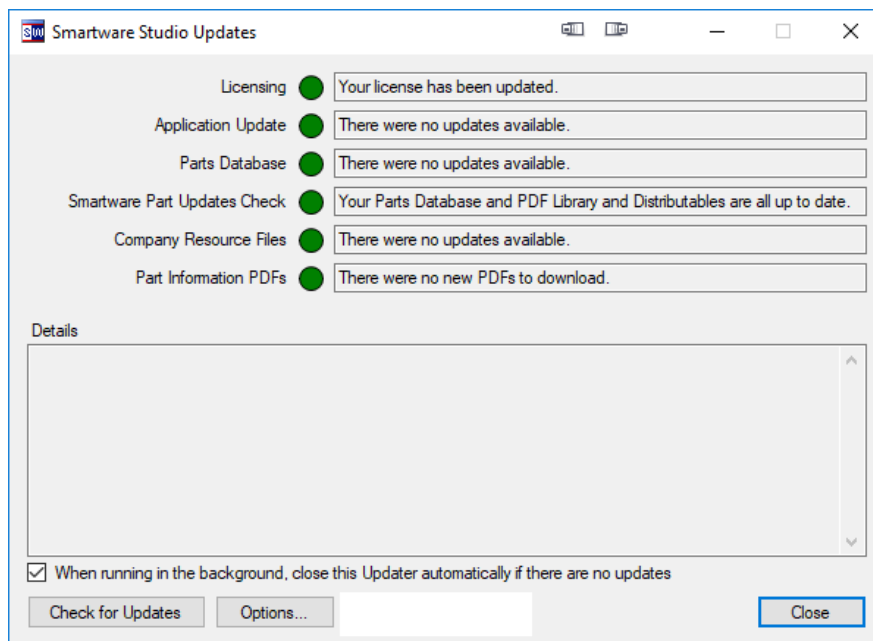 SW Smartware Studio Updates
Licensing Your license has been updated.
Application Update There were no updates available.
Parts Database There were no updates available.
Smartware Part Updates Check Your Parts Database and PDF Library and Distributables are all up to date.
Company Resource Files There were no updates available.
Part Information PDFs There were no new PDFs to download.
Details
When running in the background, close this Updater automatically if there are no updates
Check for Updates Options... Close